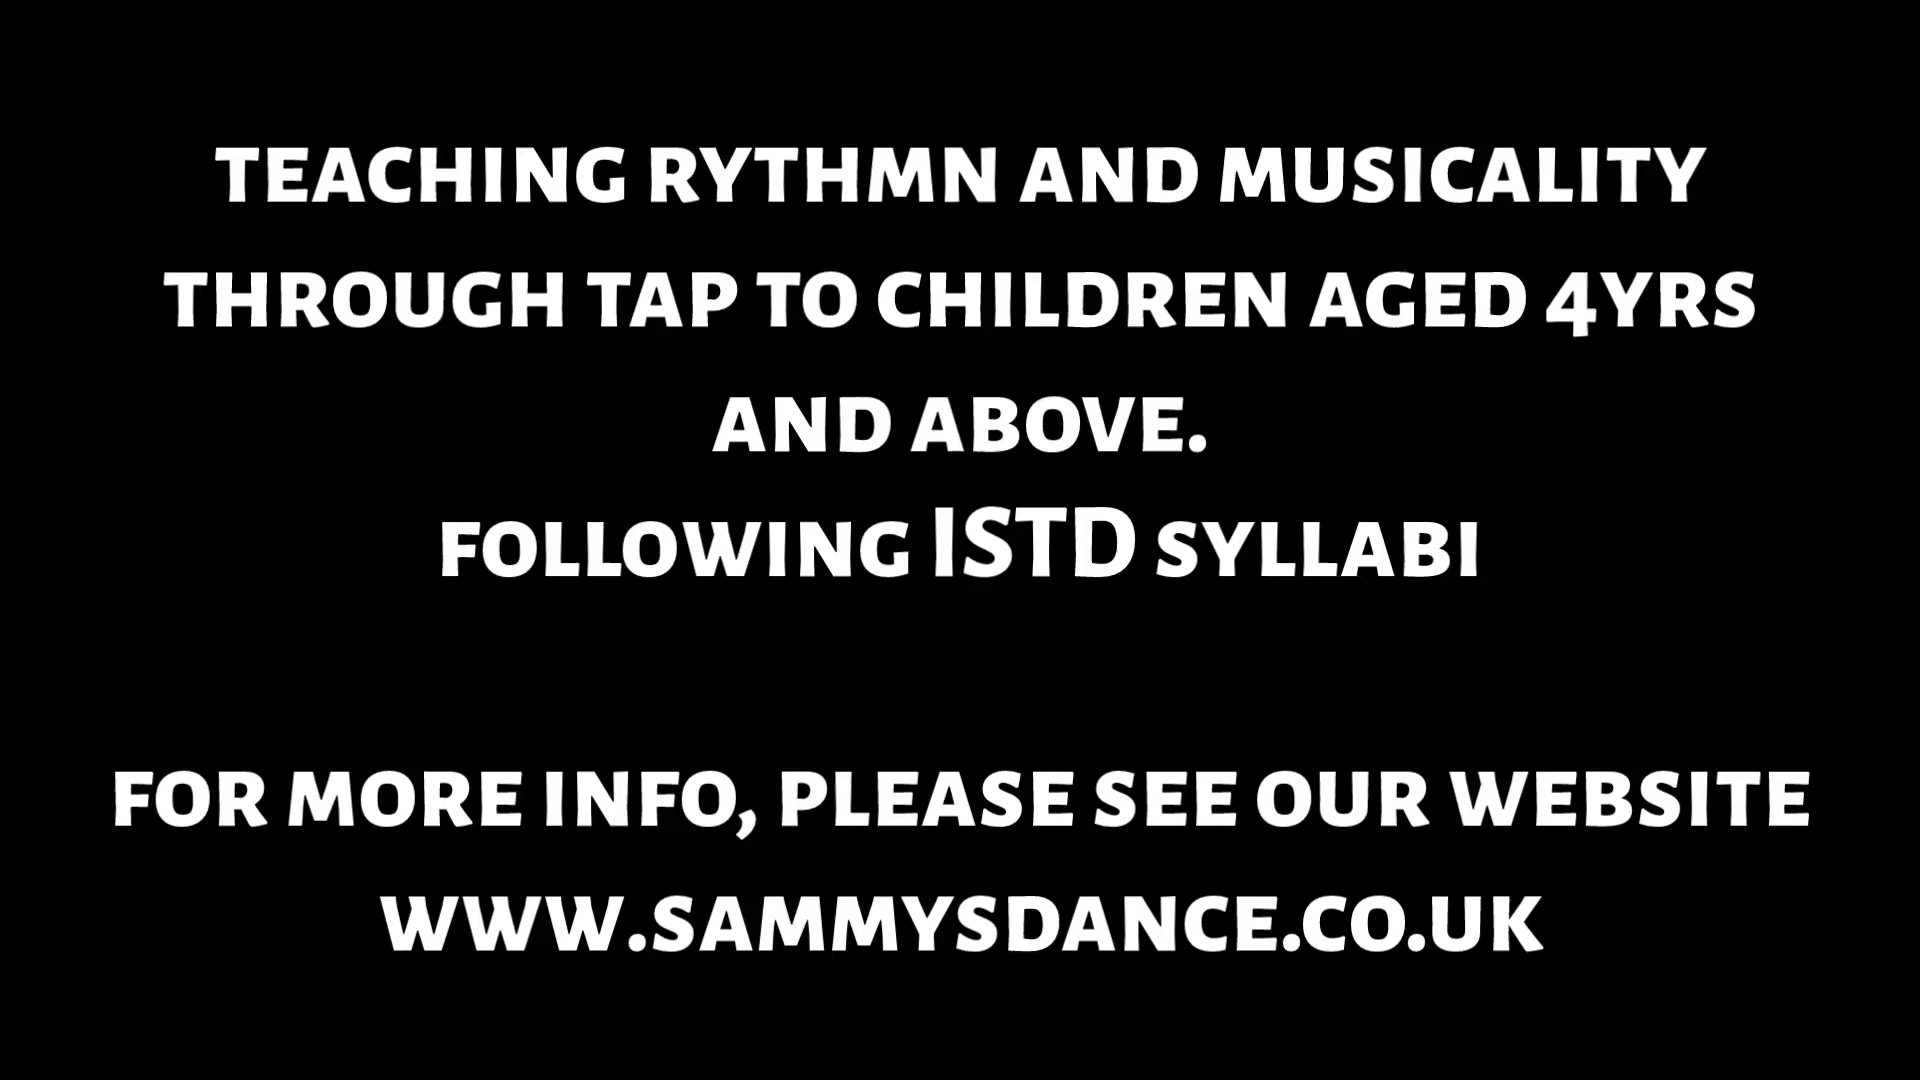 TEACHING RYTHMN AND MUSICALITY
THROUGH TAP TO CHILDREN AGED 4YRS
AND ABOVE.
FOLLOWING ISTD SYLLABI
FOR MORE INFO, PLEASE SEE OUR WEBSITE
WWW.SAMMYSDANCE.CO.UK